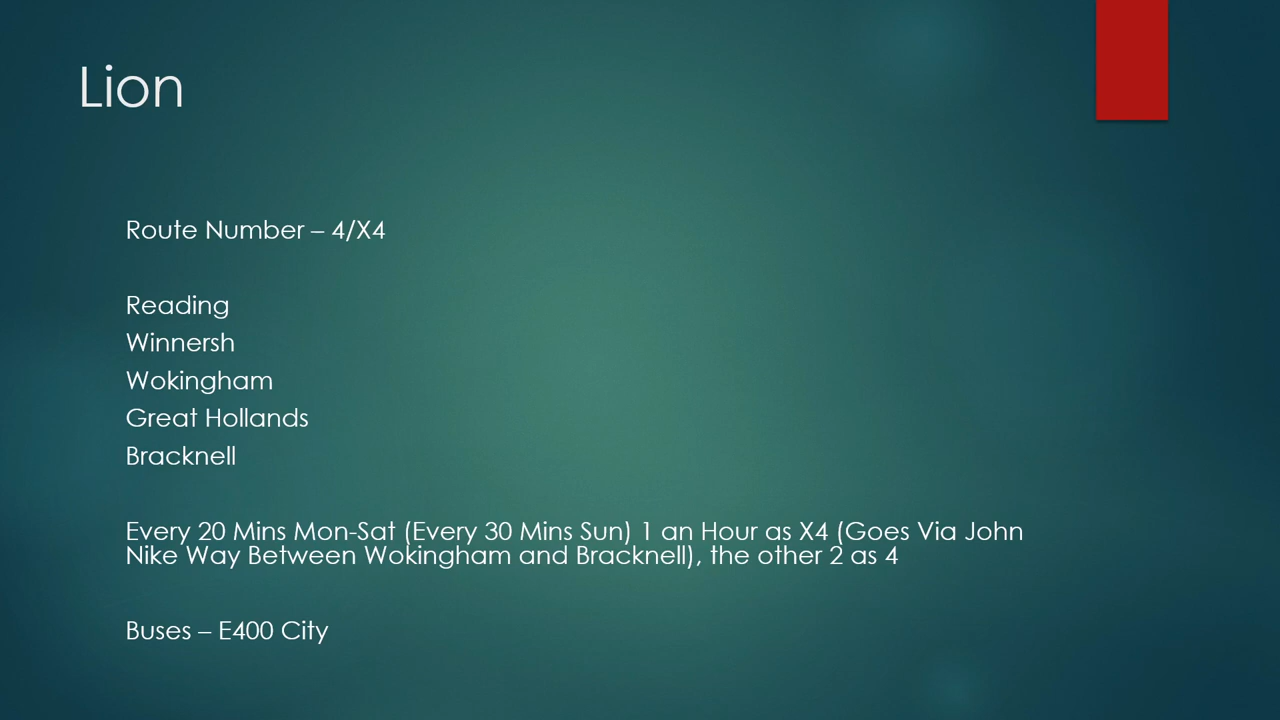 Lion
Route Number – 4/X4
Reading
Winnersh
Wokingham
Great Hollands
Bracknell
Every 20 Mins Mon-Sat (Every 30 Mins Sun) 1 an Hour as X4 (Goes Via John
Nike Way Between Wokingham and Bracknell), the other 2 as 4
Buses – E400 City